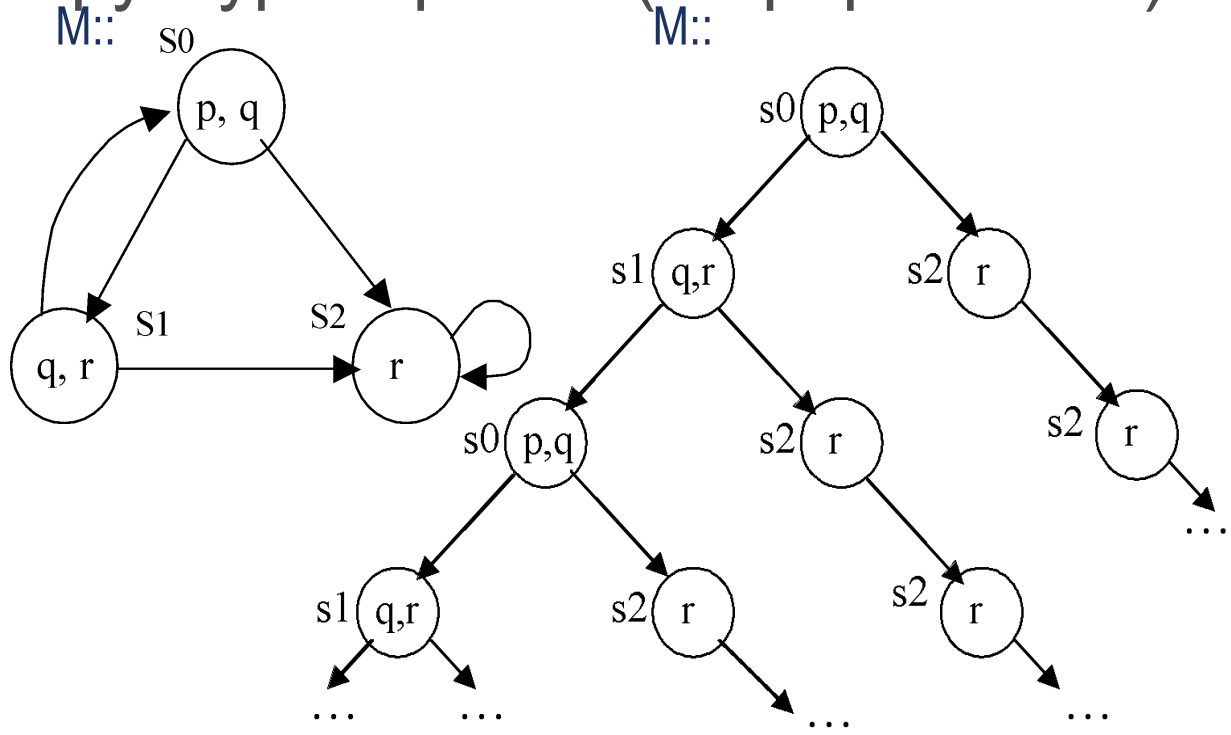 M::
S0
p, q
q, r
S1
S2
r
M::
s0
p,q
s1
q,r
s2
r
s0
p,q
s2
r
s2
r
...
s1
q,r
s2
r
s2
r
...
...
...
...